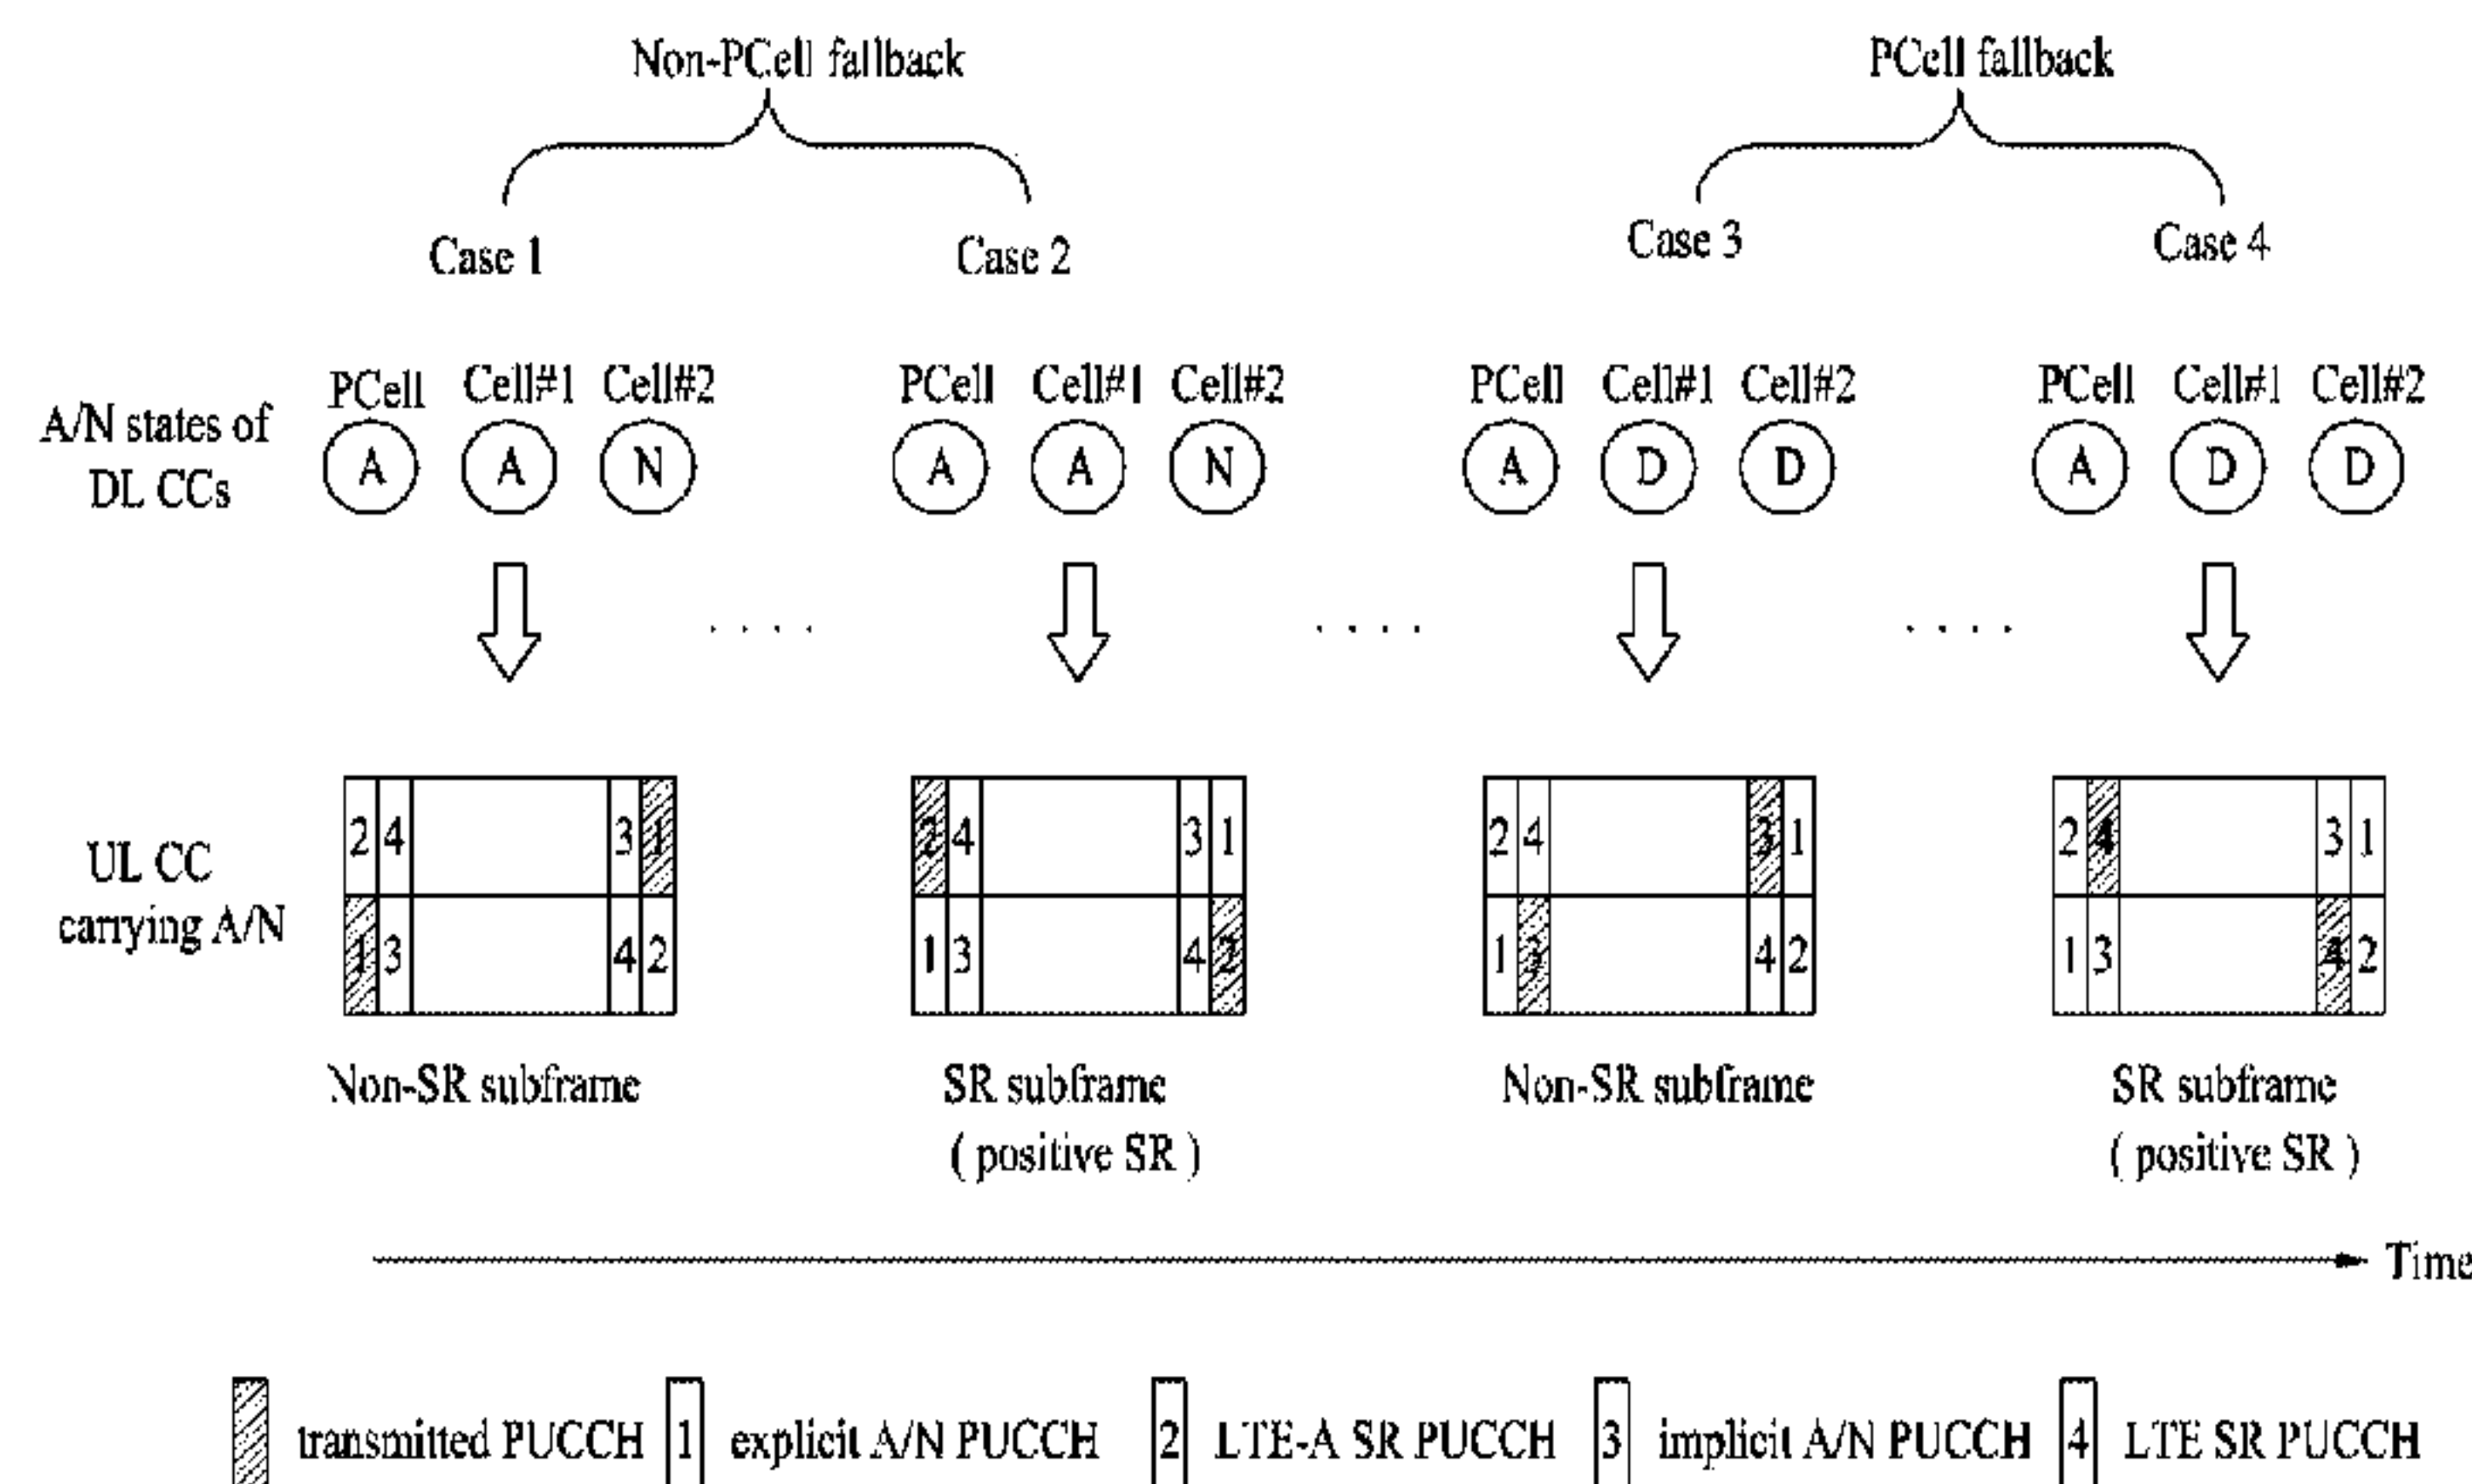 Non-PCell fallback PCell fallback
Case 1 Case 2 Case 3 Case 4
PCell Cell#1 Cell#2 PCell Cell#1 Cell#2 PCell Cell#1 Cell#2 PCell Cell#1 Cell#2
A/N states of
DL CCs
A A N A A N A D D A D D
2 4 3 1 2 4 3 1 2 4 3 1 2 4 3 1
UL CC
carrying A/N
1 3 4 2 1 3 4 2 1 3 4 2 1 3 4 2
Non-SR subframe SR subframe Non-SR subframe SR subframe
( positive SR ) ( positive SR )
Time
transmitted PUCCH 1 explicit A/N PUCCH 2 LTE-A SR PUCCH 3 implicit A/N PUCCH 4 LTE SR PUCCH